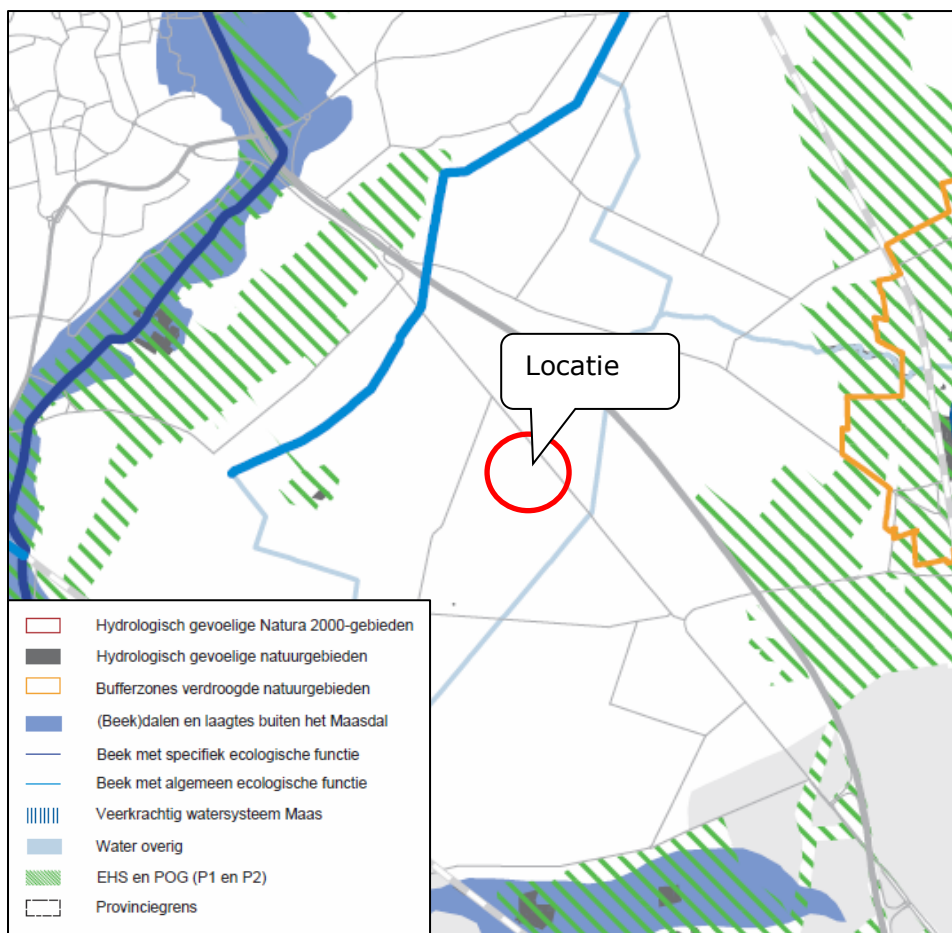 Locatie
Hydrologisch gevoelige Natura 2000-gebieden
Hydrologisch gevoelige natuurgebieden
Bufferzones verdroogde natuurgebieden
(Beek)dalen en laagtes buiten het Maasdal
Beek met specifiek ecologische functie
Beek met algemeen ecologische functie
Veerkrachtig watersysteem Maas
Water overig
EHS en POG (P1 en P2)
Provinciegrens